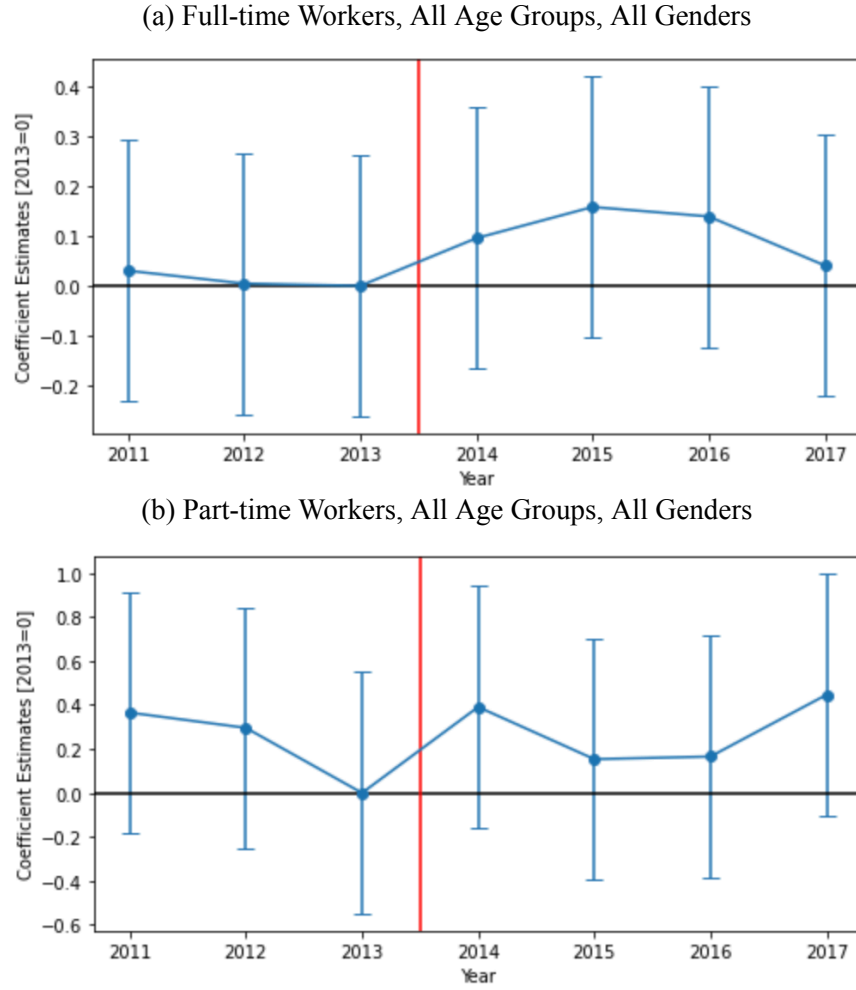 (a) Full-time Workers, All Age Groups, All Genders
Coefficient Estimates [2013=0]
0.4
0.3
0.2
0.1
0.0
−0.1
−0.2
2011 2012 2013 2014 2015 2016 2017
Year
(b) Part-time Workers, All Age Groups, All Genders
Coefficient Estimates [2013=0]
1.0
0.8
0.6
0.4
0.2
0.0
−0.2
−0.4
−0.6
2011 2012 2013 2014 2015 2016 2017
Year